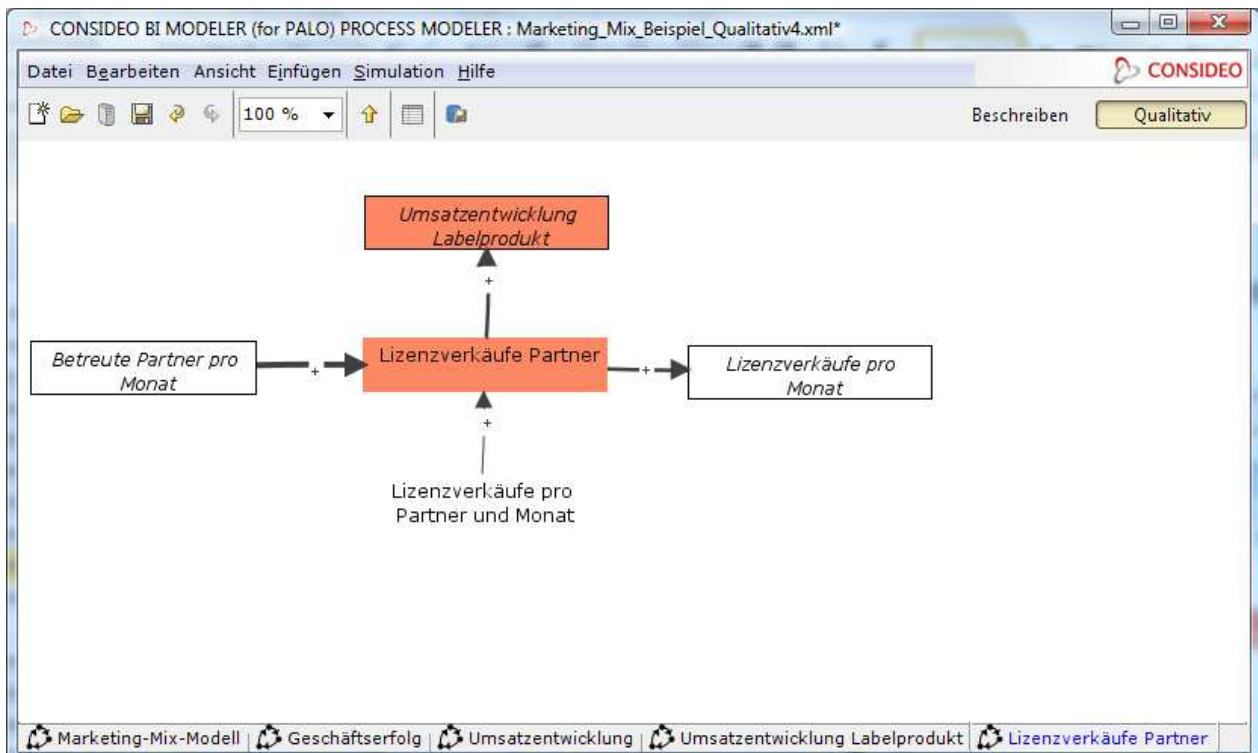 CONSIDEO BI MODELER (for PALO) PROCESS MODELER : Marketing_Mix_Beispiel_Qualitativ4.xml*
Datei Bearbeiten Ansicht Einfügen Simulation Hilfe
CONSIDEO
100 %
Beschreiben
Qualitativ
Umsatzentwicklung
Labelprodukt
+
Betreute Partner pro
Monat
+
Lizenzverkäufe Partner
+
Lizenzverkäufe pro
Monat
+
Lizenzverkäufe pro
Partner und Monat
Marketing-Mix-Modell
Geschäftserfolg
Umsatzentwicklung
Umsatzentwicklung Labelprodukt
Lizenzverkäufe Partner